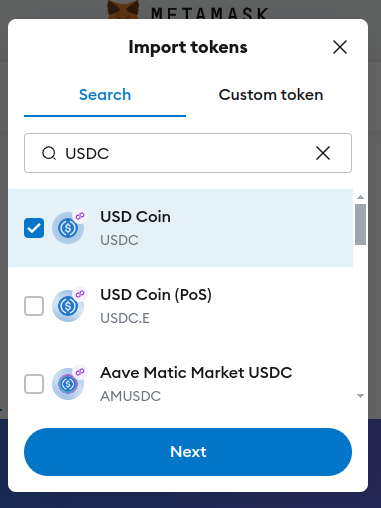 METAMASK
Import tokens
Search
Custom token
USDC
USD Coin
USDC
USD Coin (PoS)
USDC.E
Aave Matic Market USDC
AMUSDC
Next